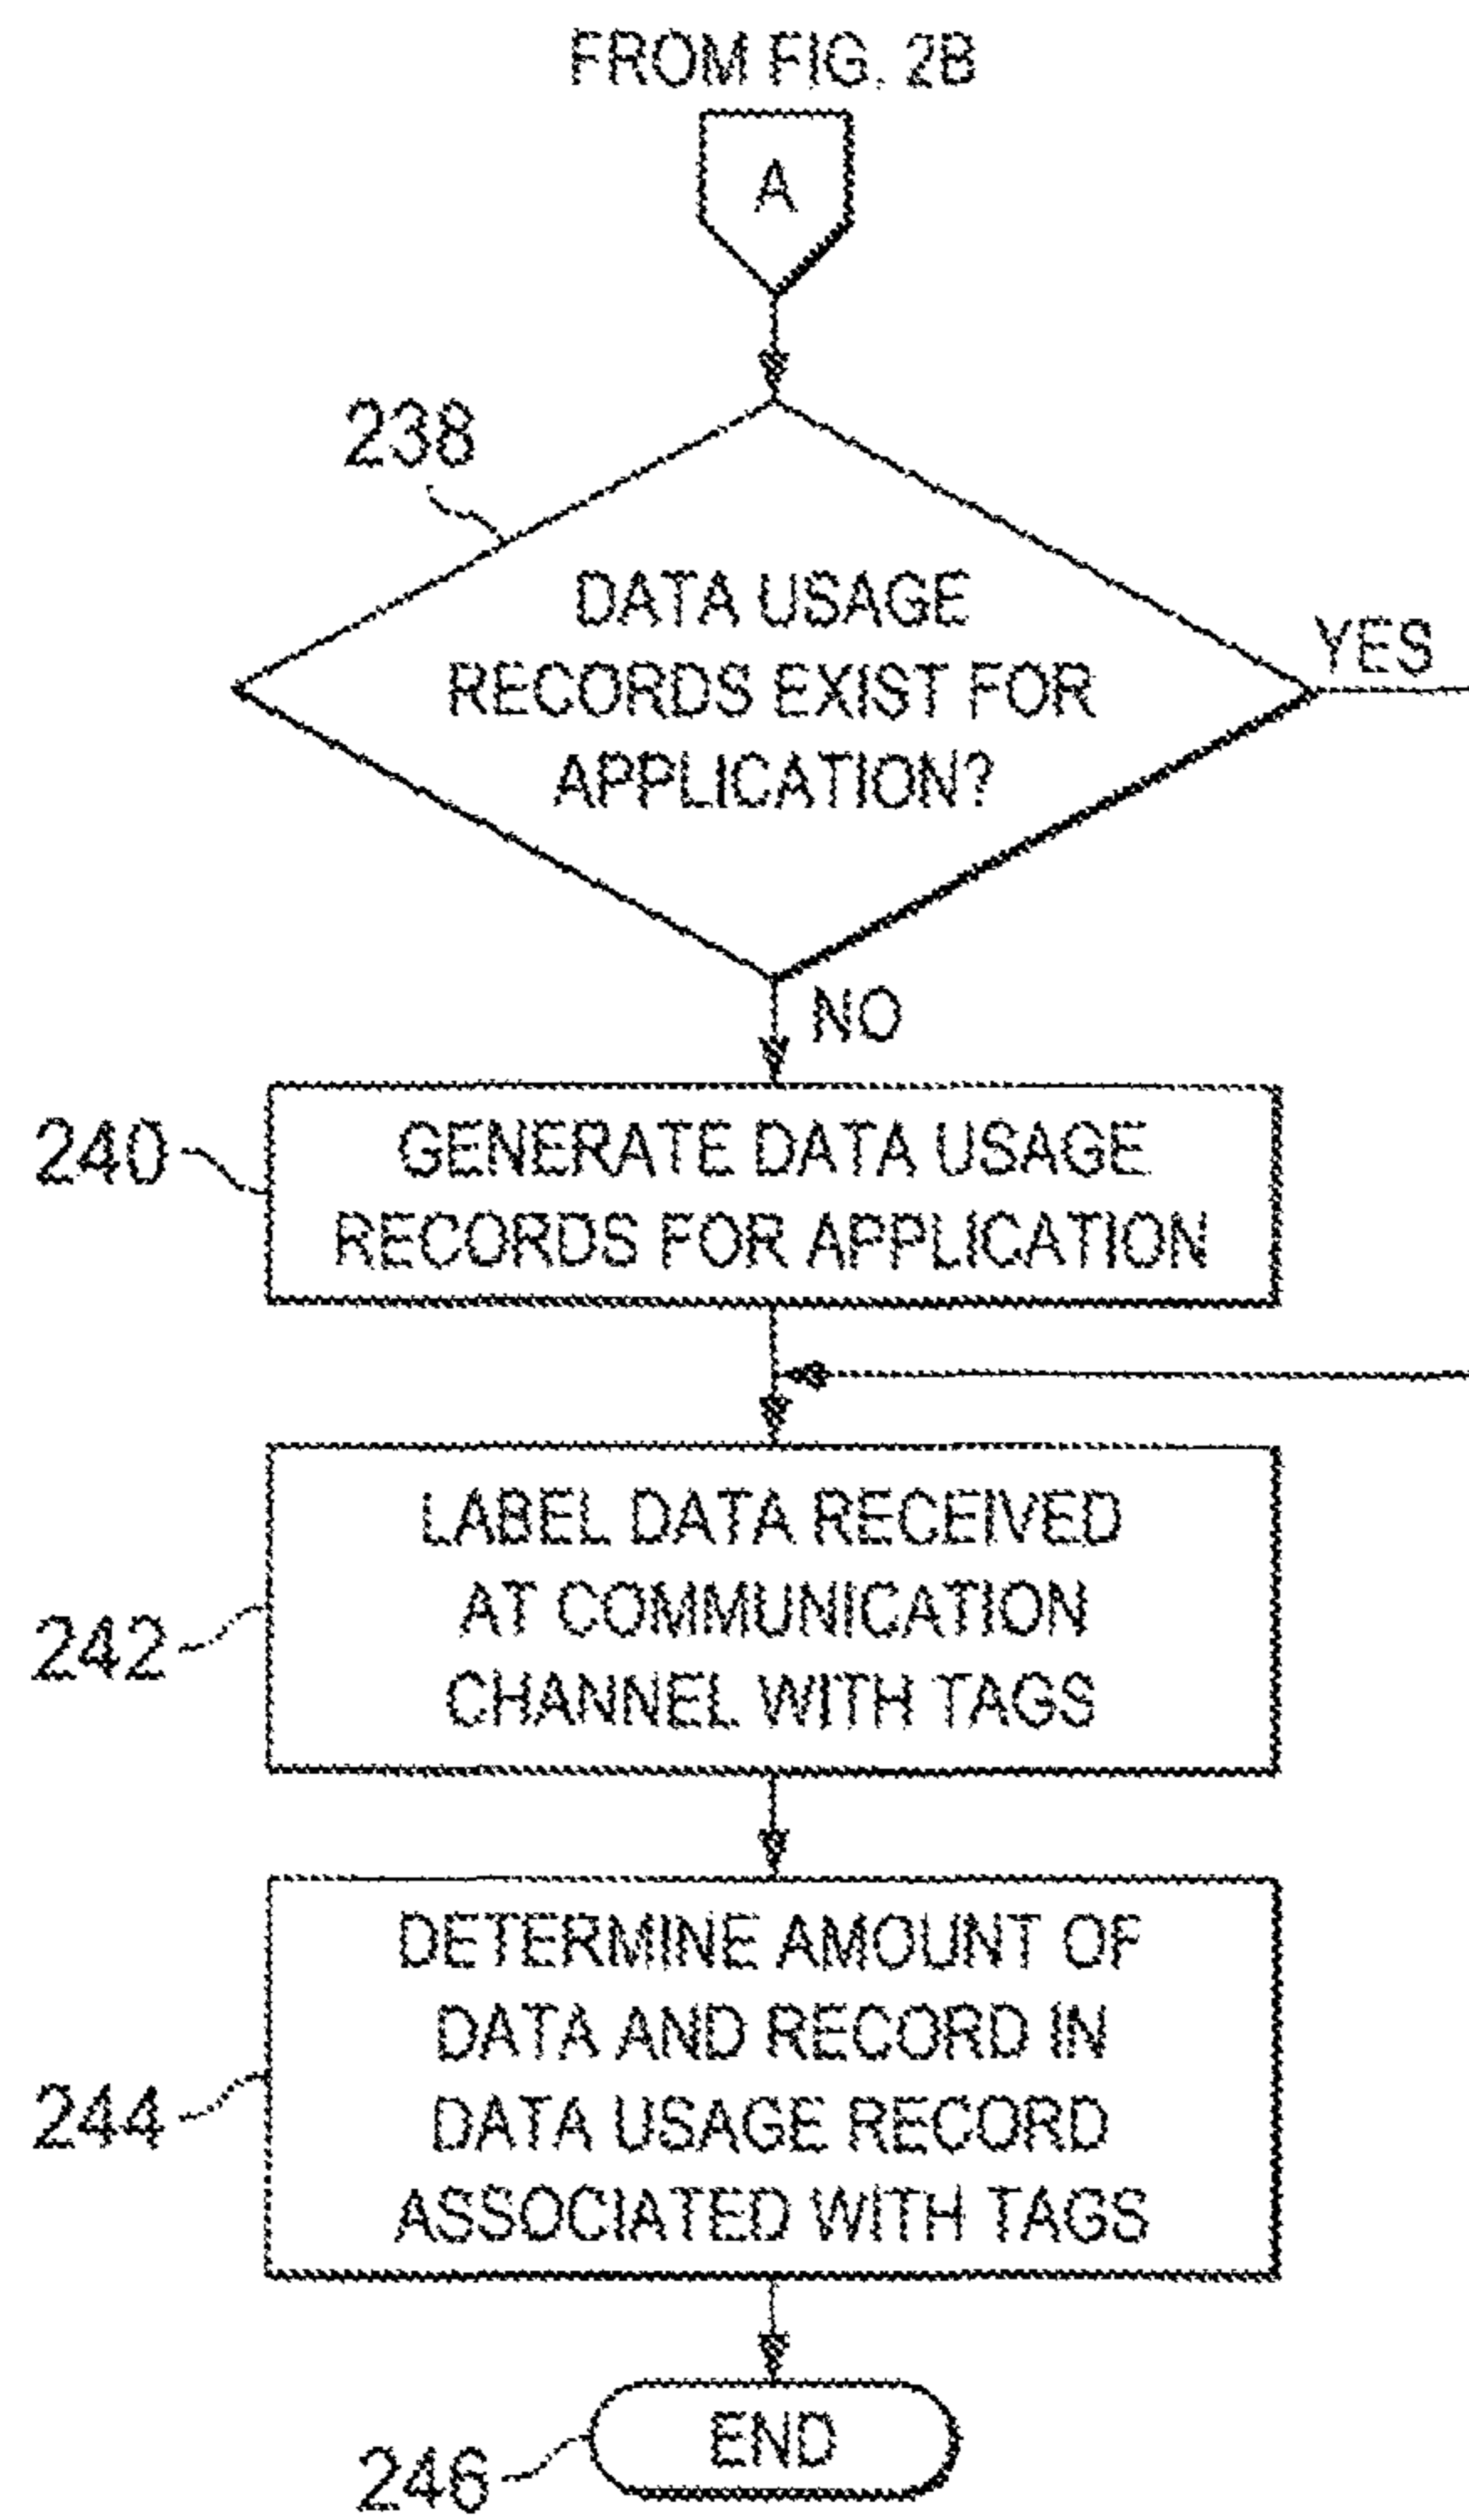 FROM FIG. 2B
A
238
DATA USAGE
RECORDS EXIST FOR
APPLICATION?
YES
NO
240
GENERATE DATA USAGE
RECORDS FOR APPLICATION
LABEL DATA RECEIVED
AT COMMUNICATION
CHANNEL WITH TAGS
242
DETERMINE AMOUNT OF
DATA AND RECORD IN
DATA USAGE RECORD
ASSOCIATED WITH TAGS
244
END
246